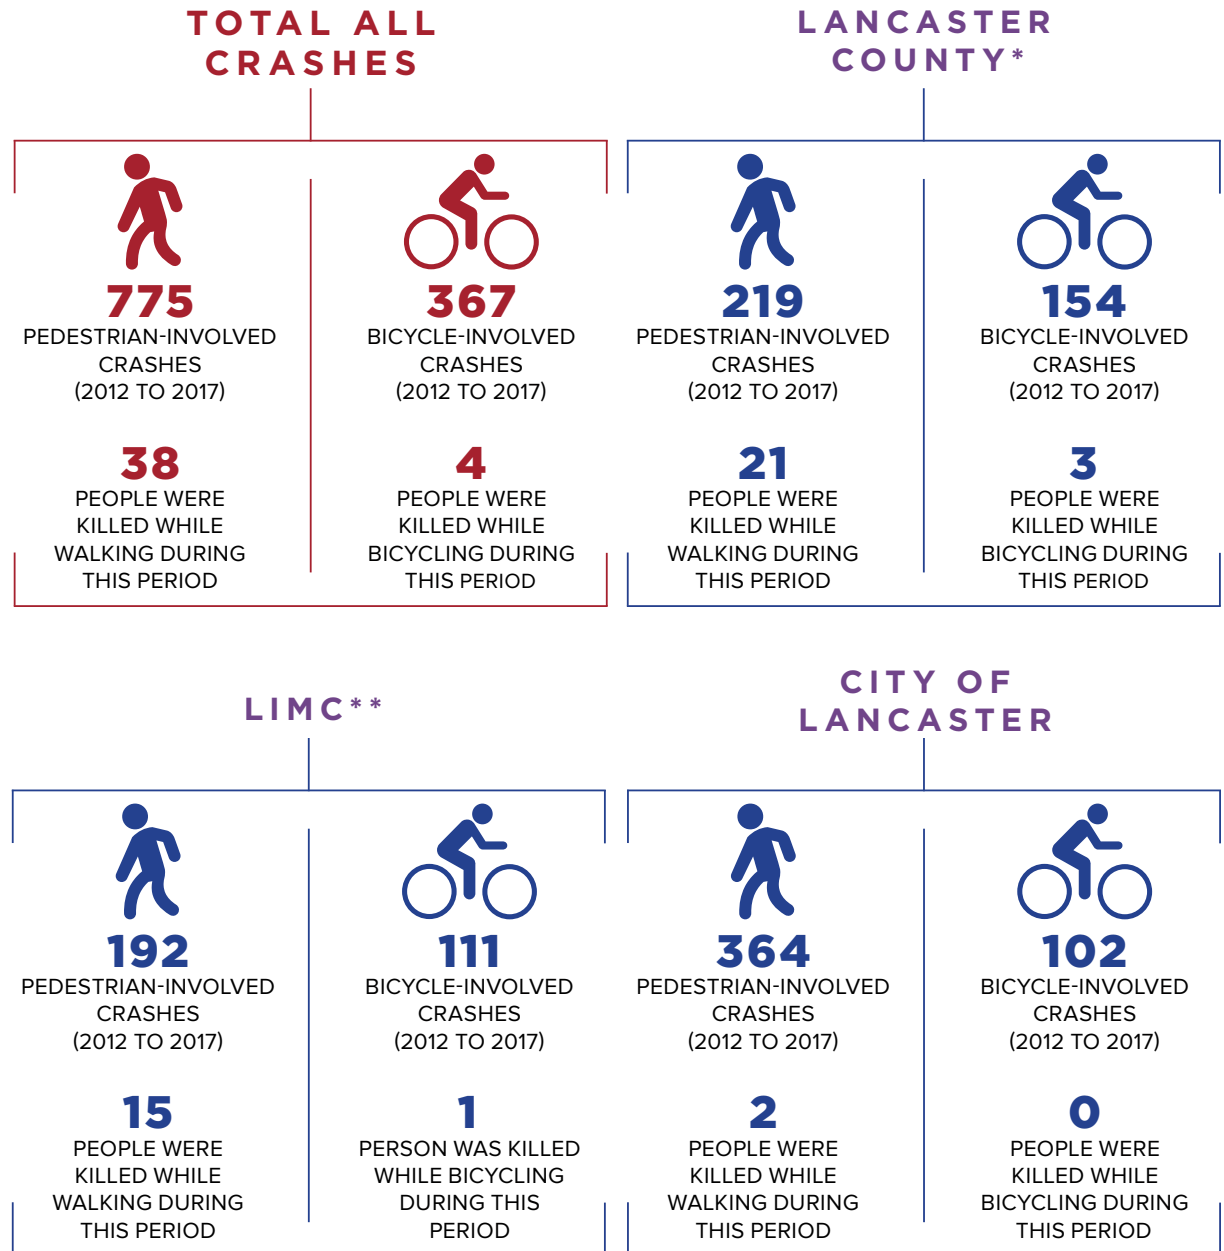 TOTAL ALL
CRASHES
775
PEDESTRIAN-INVOLVED
CRASHES
(2012 TO 2017)
38
PEOPLE WERE
KILLED WHILE
WALKING DURING
THIS PERIOD
367
BICYCLE-INVOLVED
CRASHES
(2012 TO 2017)
4
PEOPLE WERE
KILLED WHILE
BICYCLING DURING
THIS PERIOD
LANCASTER
COUNTY*
219
PEDESTRIAN-INVOLVED
CRASHES
(2012 TO 2017)
21
PEOPLE WERE
KILLED WHILE
WALKING DURING
THIS PERIOD
154
BICYCLE-INVOLVED
CRASHES
(2012 TO 2017)
3
PEOPLE WERE
KILLED WHILE
BICYCLING DURING
THIS PERIOD
LIMC**
192
PEDESTRIAN-INVOLVED
CRASHES
(2012 TO 2017)
15
PEOPLE WERE
KILLED WHILE
WALKING DURING
THIS PERIOD
111
BICYCLE-INVOLVED
CRASHES
(2012 TO 2017)
1
PERSON WAS KILLED
WHILE BICYCLING
DURING THIS
PERIOD
CITY OF
LANCASTER
364
PEDESTRIAN-INVOLVED
CRASHES
(2012 TO 2017)
2
PEOPLE WERE
KILLED WHILE
WALKING DURING
THIS PERIOD
102
BICYCLE-INVOLVED
CRASHES
(2012 TO 2017)
0
PEOPLE WERE
KILLED WHILE
BICYCLING DURING
THIS PERIOD